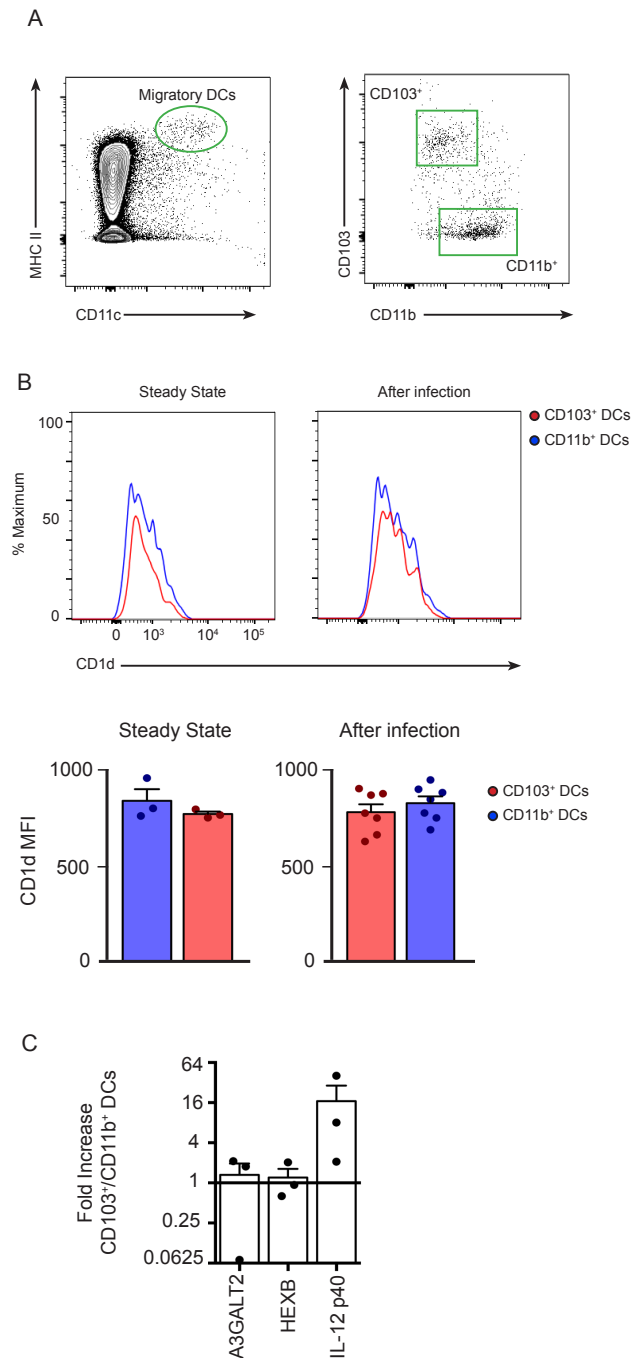 A
Migratory DCs
MHC II
CD11c
CD103⁺
CD11b⁺
CD103
CD11b
B
Steady State
After infection
CD103⁺ DCs
CD11b⁺ DCs
% Maximum
100
50
0
0 10³ 10⁴ 10⁵
CD1d
Steady State
After infection
CD1d MFI
1000
500
0
1000
500
0
CD103⁺ DCs
CD11b⁺ DCs
C
Fold Increase
CD103⁺/CD11b⁺ DCs
64
16
4
1
0.25
0.0625
A3GALT2
HEXB
IL-12 p40